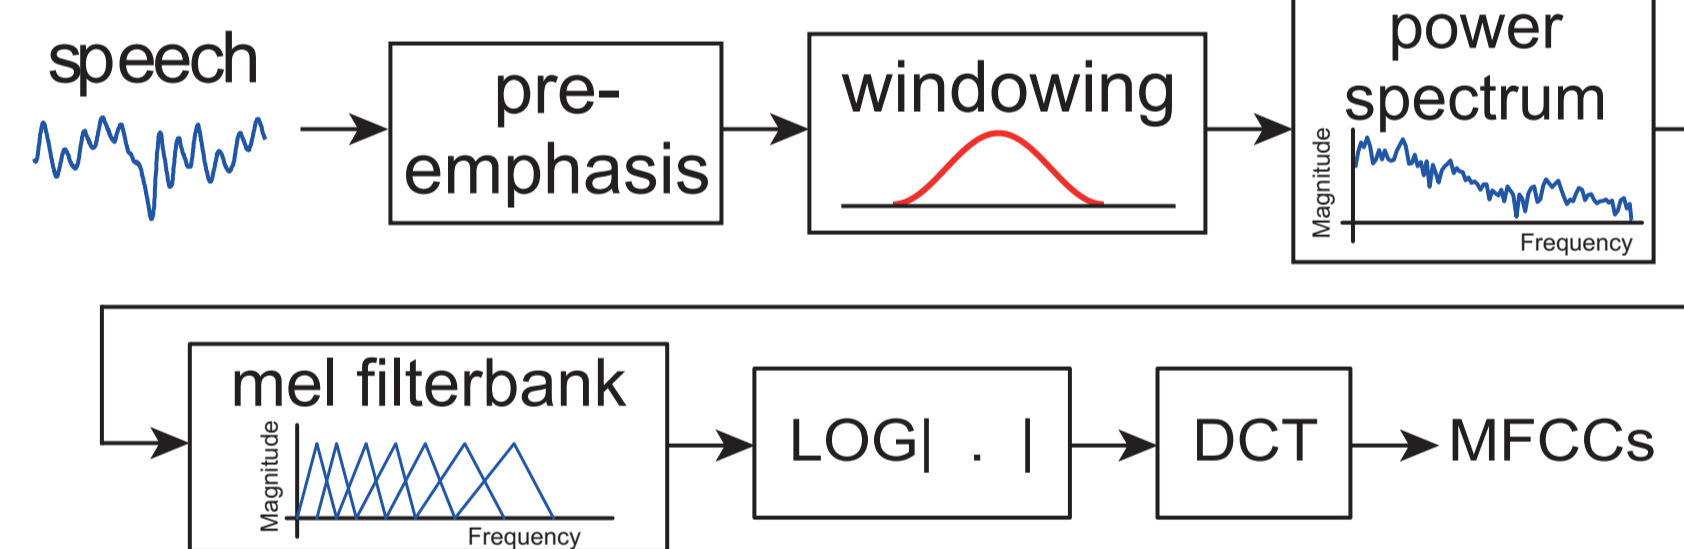 speech
pre-
emphasis
windowing
power
spectrum
Magnitude
Frequency
mel filterbank
Magnitude
Frequency
LOG| . |
DCT
MFCCs